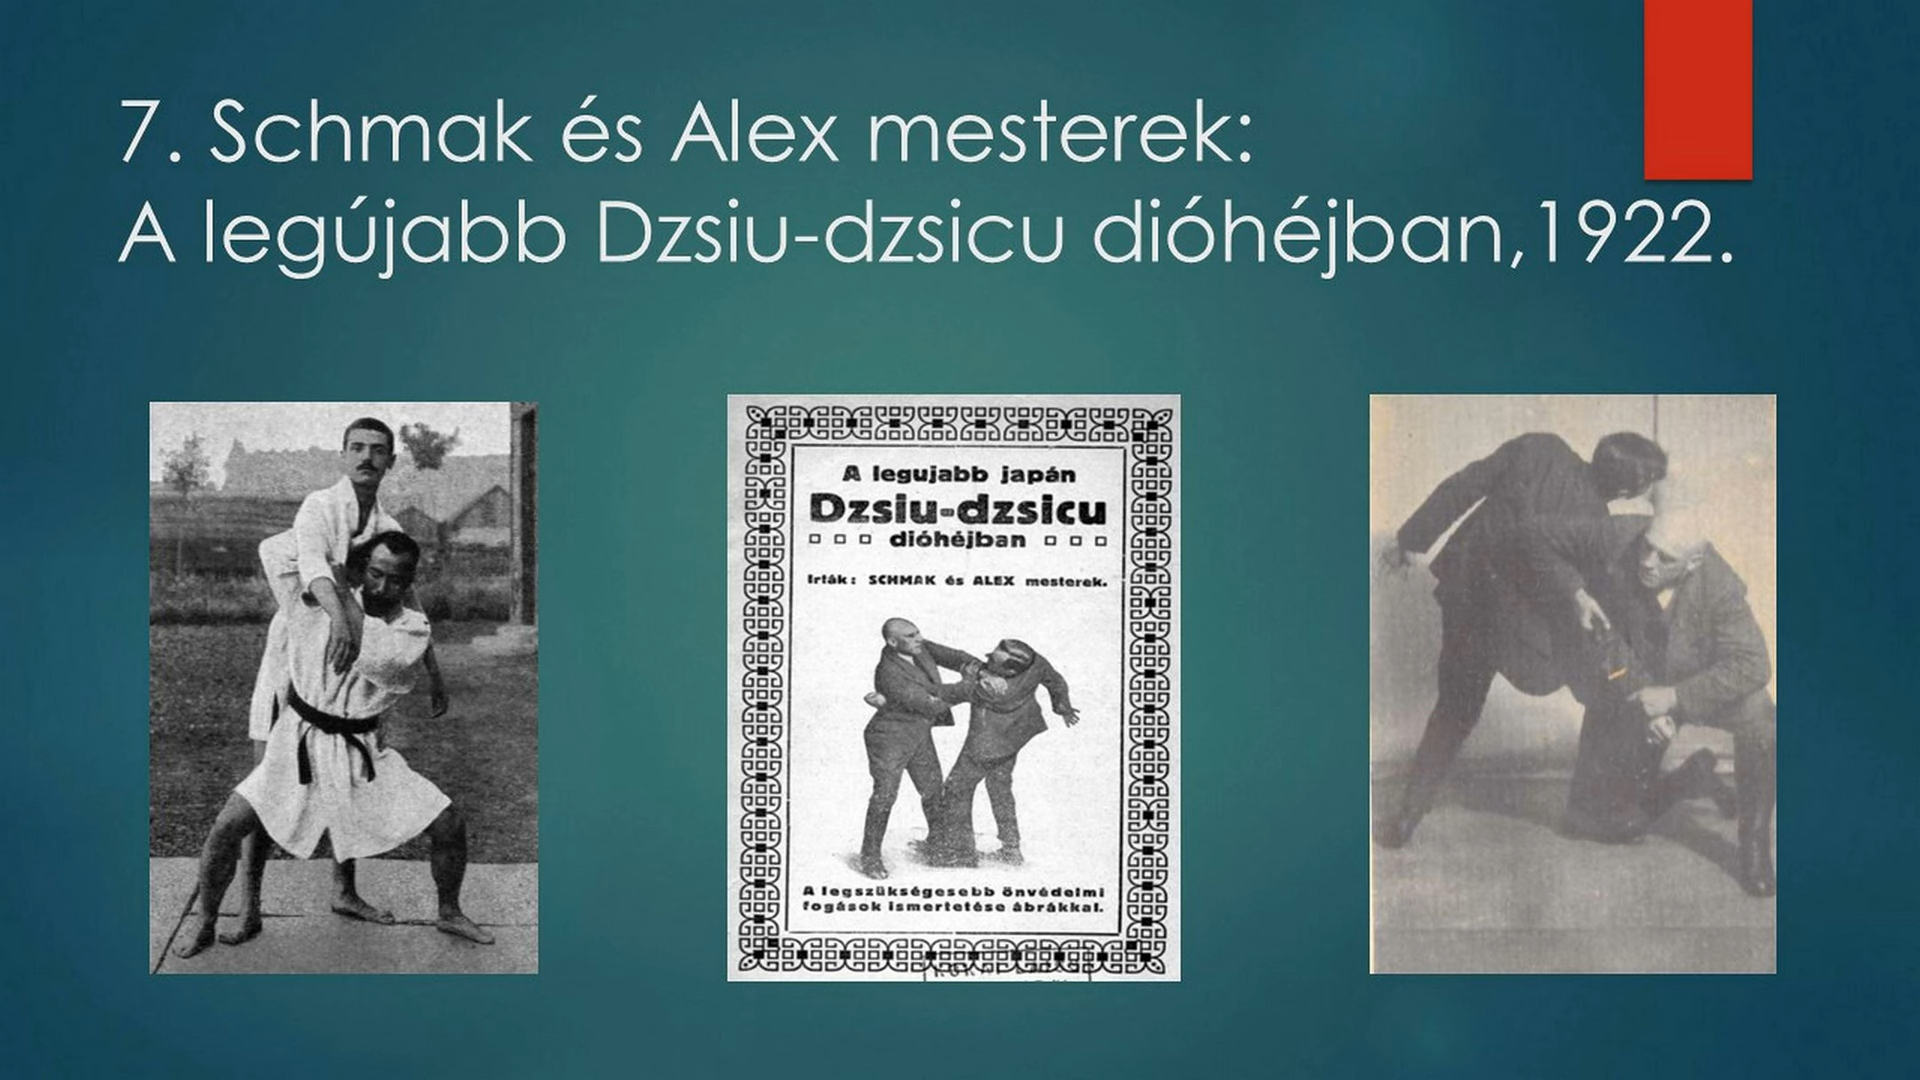 7. Schmak és Alex mesterek:
A legújabb Dzsiu-dzsicu dióhéjban,1922.
A legujabb japán
Dzsiu-dzsicu
dióhéjban
Irták: SCHMAK és ALEX mesterek.
A legszükségesebb önvédelmi
fogások ismertetése ábrákkal.